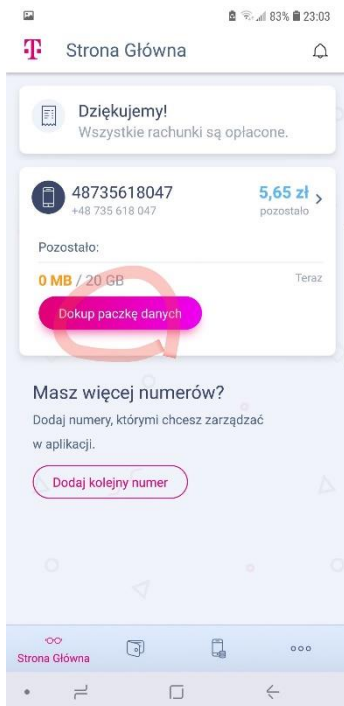 83% 23:03
T Strona Główna
Dziękujemy!
Wszystkie rachunki są opłacone.
48735618047
5,65 zł
+48 735 618 047
pozostało
Pozostało:
0 MB / 20 GB
Teraz
Dokup paczkę danych
Masz więcej numerów?
Dodaj numery, którymi chcesz zarządzać
w aplikacji.
Dodaj kolejny numer
Strona Główna